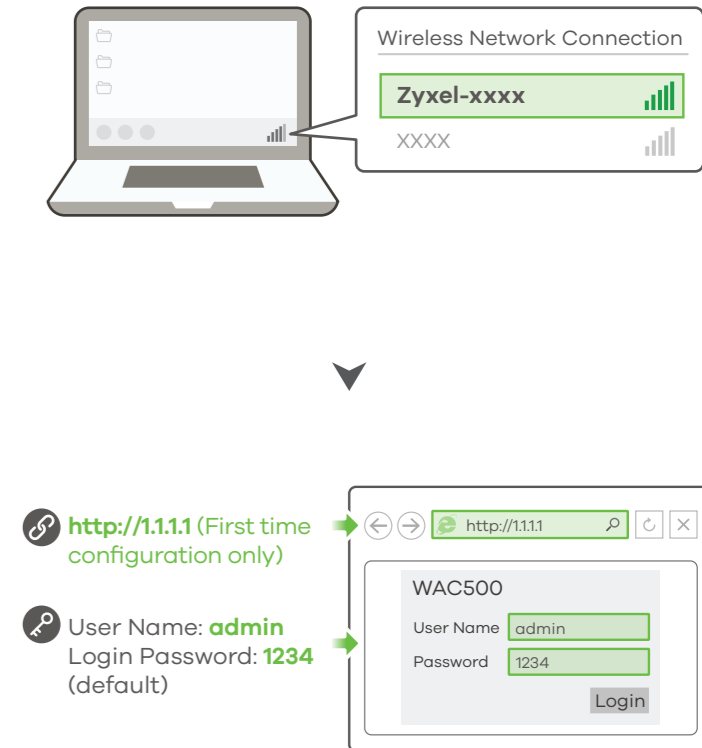 Wireless Network Connection
Zyxel-xxxx
XXXX
http://1.1.1.1 (First time
configuration only)
http://1.1.1.1
User Name: admin
Login Password: 1234
(default)
WAC500
User Name admin
Password 1234
Login